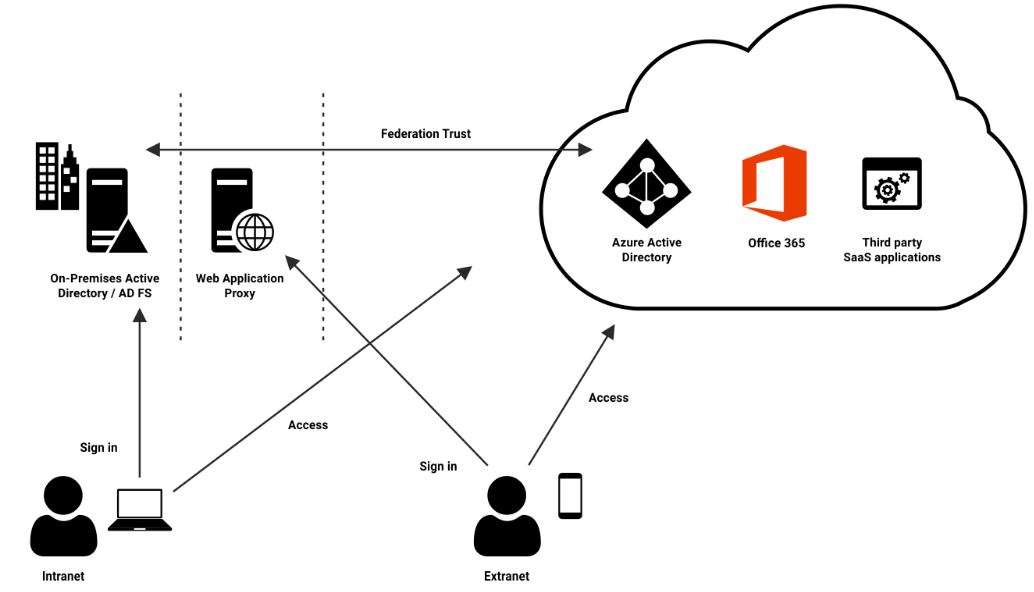 Federation Trust
On-Premises Active
Directory / AD FS
Web Application
Proxy
Azure Active
Directory
Office 365
Third party
SaaS applications
Sign in
Access
Sign in
Access
Intranet
Extranet